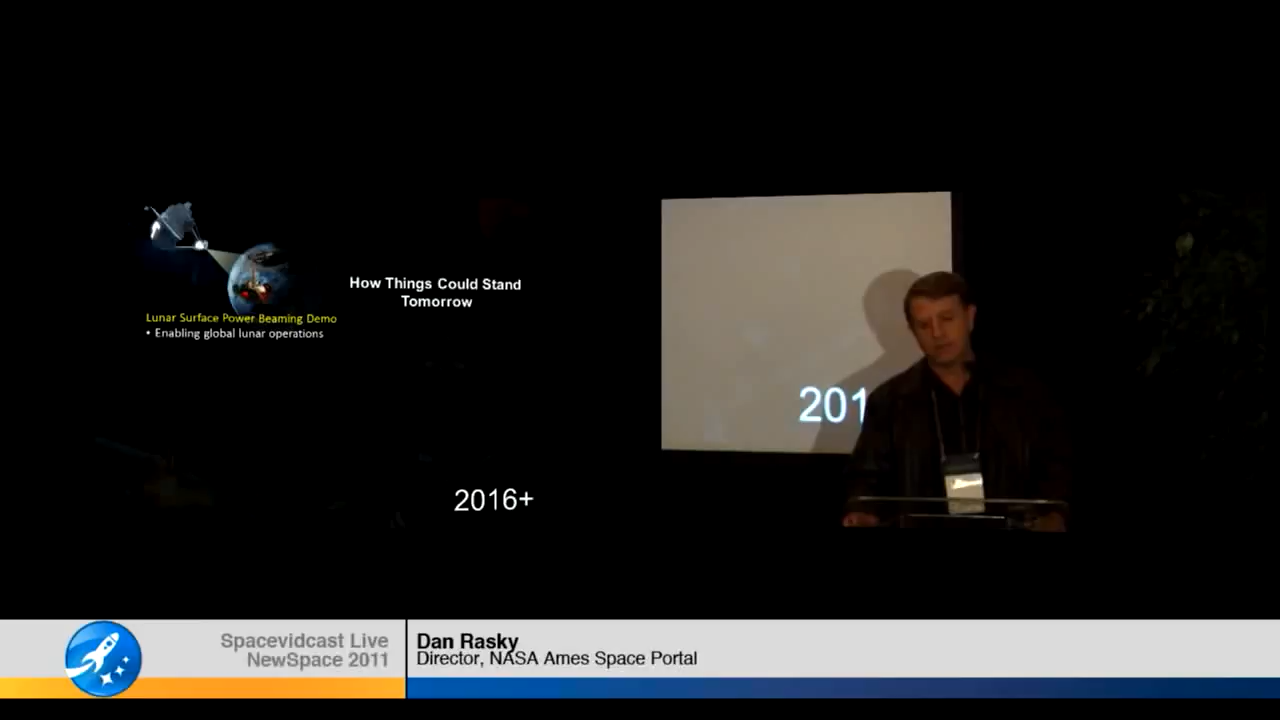 How Things Could Stand
Tomorrow
Lunar Surface Power Beaming Demo
• Enabling global lunar operations
2016+
201
Spacevidcast Live
NewSpace 2011
Dan Rasky
Director, NASA Ames Space Portal